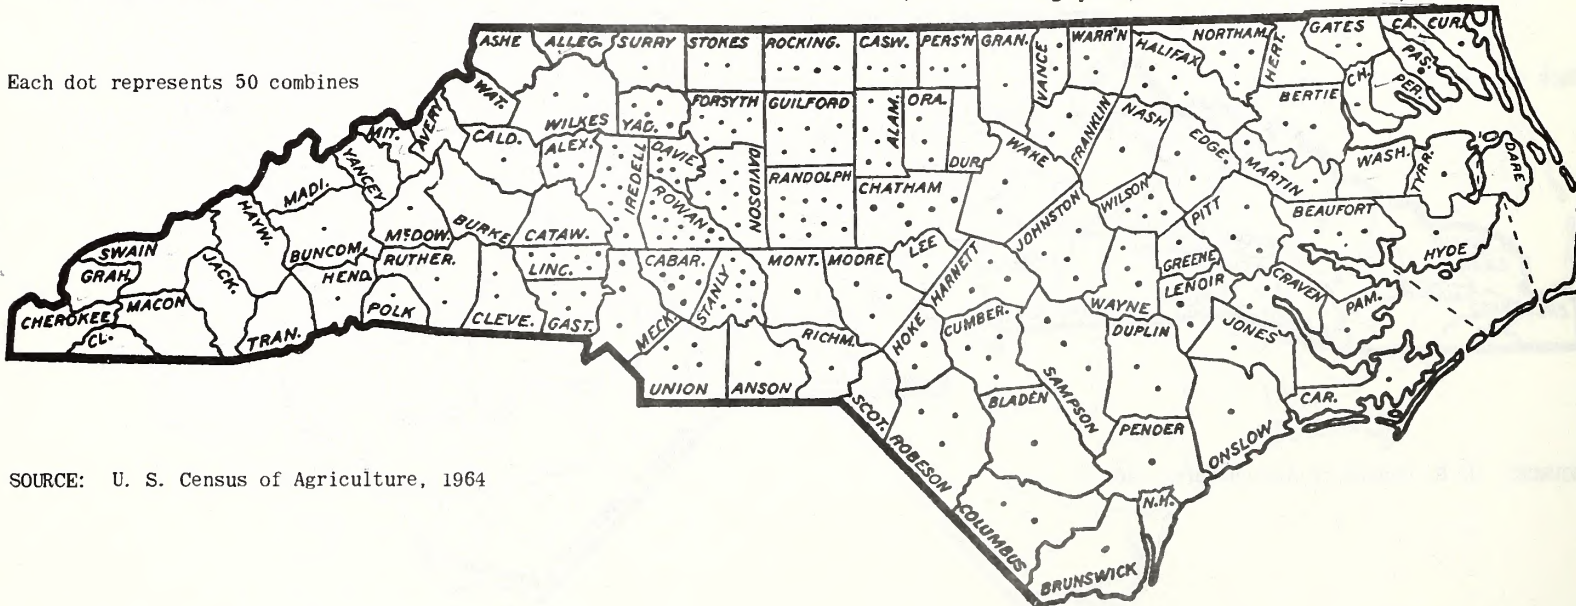 Each dot represents 50 combines
ASHE
ALLEG.
SURRY
STOKES
ROCKING.
CASW.
PERS'N
GRAN.
VANCE
WARR'N
HALIFAX
NORTHAM.
HERT.
GATES
CA.
CUR.
PAS.
PER.
CH.
BERTIE
WAT.
AVERY
MIT.
YANCEY
MADI.
CALD.
WILKES
YAD.
FORSYTH
GUILFORD
ALAM.
ORA.
DUR.
WAKE
FRANKLIN
NASH
EDGE.
MARTIN
WASH.
TYRR.
DARE
ALEX.
IREDELL
DAVIE
DAVIDSON
ROWAN
RANDOLPH
CHATHAM
JOHNSTON
WILSON
PITT
BEAUFORT
HYDE
SWAIN
HAYW.
BUNCOM.
McDOW.
BURKE
CATAW.
GRAH.
JACK.
HEND.
RUTHER.
LINC.
CABAR.
STANLY
MONT.
MOORE
LEE
HARNETT
WAYNE
GREENE
LENOIR
CRAVEN
PAM.
CHEROKEE
MACON
CL.
TRAN.
POLK
CLEVE.
GAST.
MECK.
UNION
ANSON
RICHM.
HOKE
CUMBER.
SAMPSON
DUPLIN
JONES
CAR.
SCOT.
ROBESON
BLADEN
PENDER
ONSLOW
COLUMBUS
N.H.
BRUNSWICK
SOURCE: U. S. Census of Agriculture, 1964